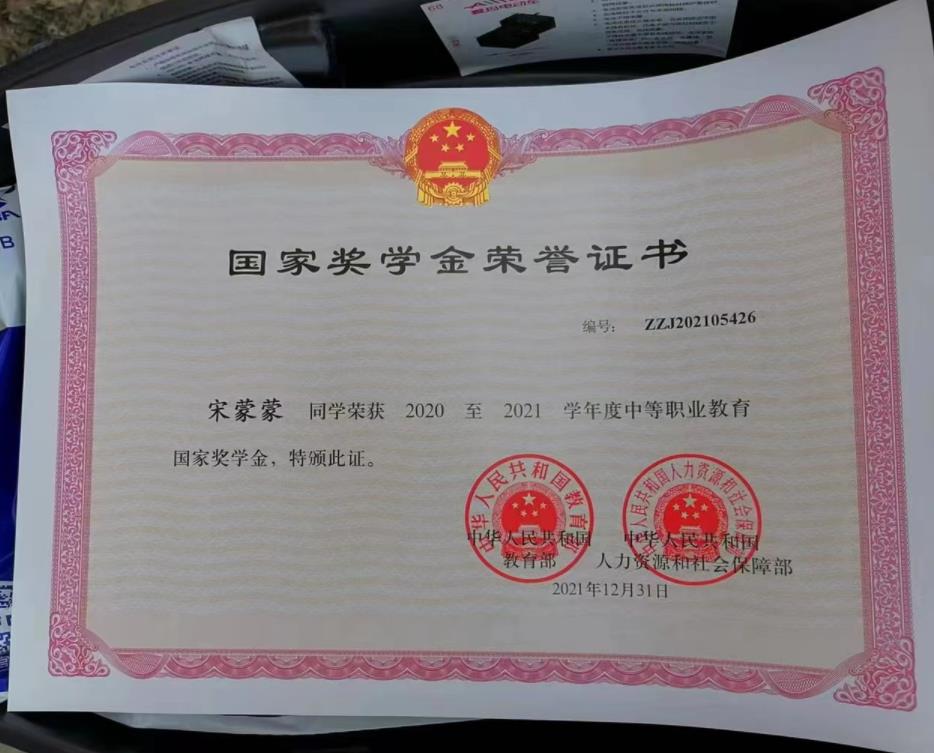 爱玛电动车
国家奖学金荣誉证书
编号: ZZJ202105426
宋蒙蒙 同学荣获 2020 至 2021 学年度中等职业教育
国家奖学金，特颁此证。
中华人民共和国教育部
中华人民共和国人力资源和社会保障部
中华人民共和国 中华人民共和国
教育部 人力资源和社会保障部
2021年12月31日